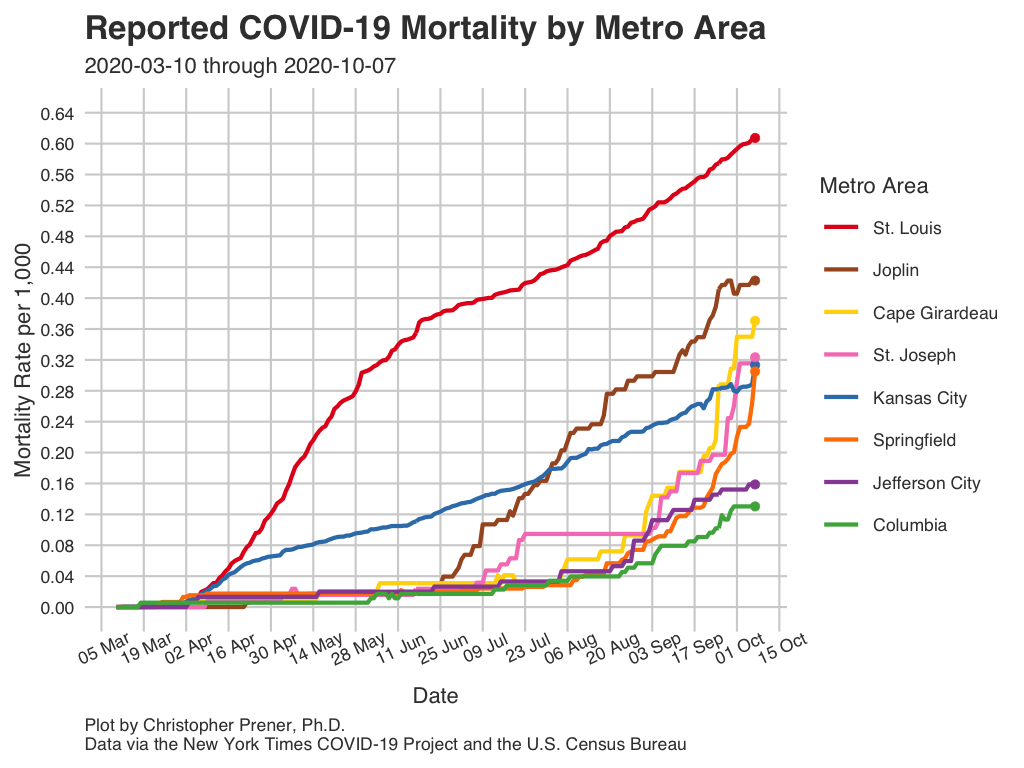 Reported COVID-19 Mortality by Metro Area
2020-03-10 through 2020-10-07
Mortality Rate per 1,000
0.64
0.60
0.56
0.52
0.48
0.44
0.40
0.36
0.32
0.28
0.24
0.20
0.16
0.12
0.08
0.04
0.00
05 Mar
19 Mar
02 Apr
16 Apr
30 Apr
14 May
28 May
11 Jun
25 Jun
09 Jul
23 Jul
06 Aug
20 Aug
03 Sep
17 Sep
01 Oct
15 Oct
Date
Metro Area
St. Louis
Joplin
Cape Girardeau
St. Joseph
Kansas City
Springfield
Jefferson City
Columbia
Plot by Christopher Prener, Ph.D.
Data via the New York Times COVID-19 Project and the U.S. Census Bureau